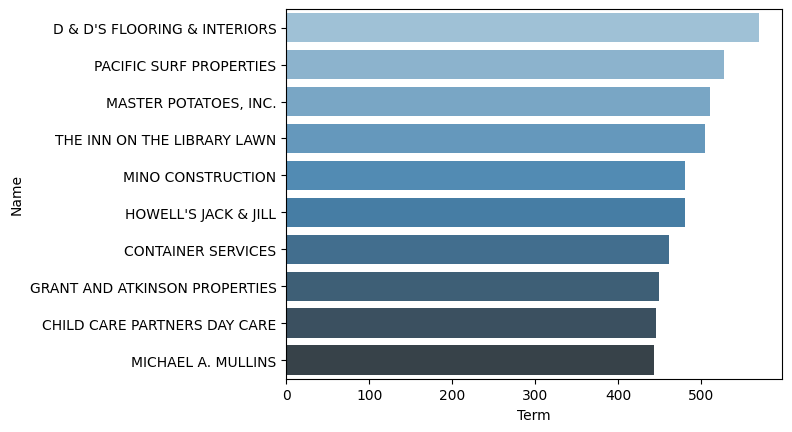 D & D'S FLOORING & INTERIORS
PACIFIC SURF PROPERTIES
MASTER POTATOES, INC.
THE INN ON THE LIBRARY LAWN
MINO CONSTRUCTION
HOWELL'S JACK & JILL
CONTAINER SERVICES
GRANT AND ATKINSON PROPERTIES
CHILD CARE PARTNERS DAY CARE
MICHAEL A. MULLINS
Name
0 100 200 300 400 500
Term